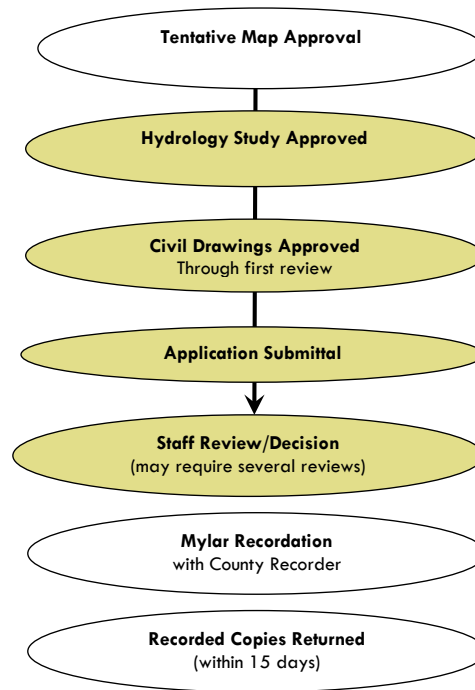 Tentative Map Approval
Hydrology Study Approved
Civil Drawings Approved
Through first review
Application Submittal
Staff Review/Decision
(may require several reviews)
Mylar Recordation
with County Recorder
Recorded Copies Returned
(within 15 days)